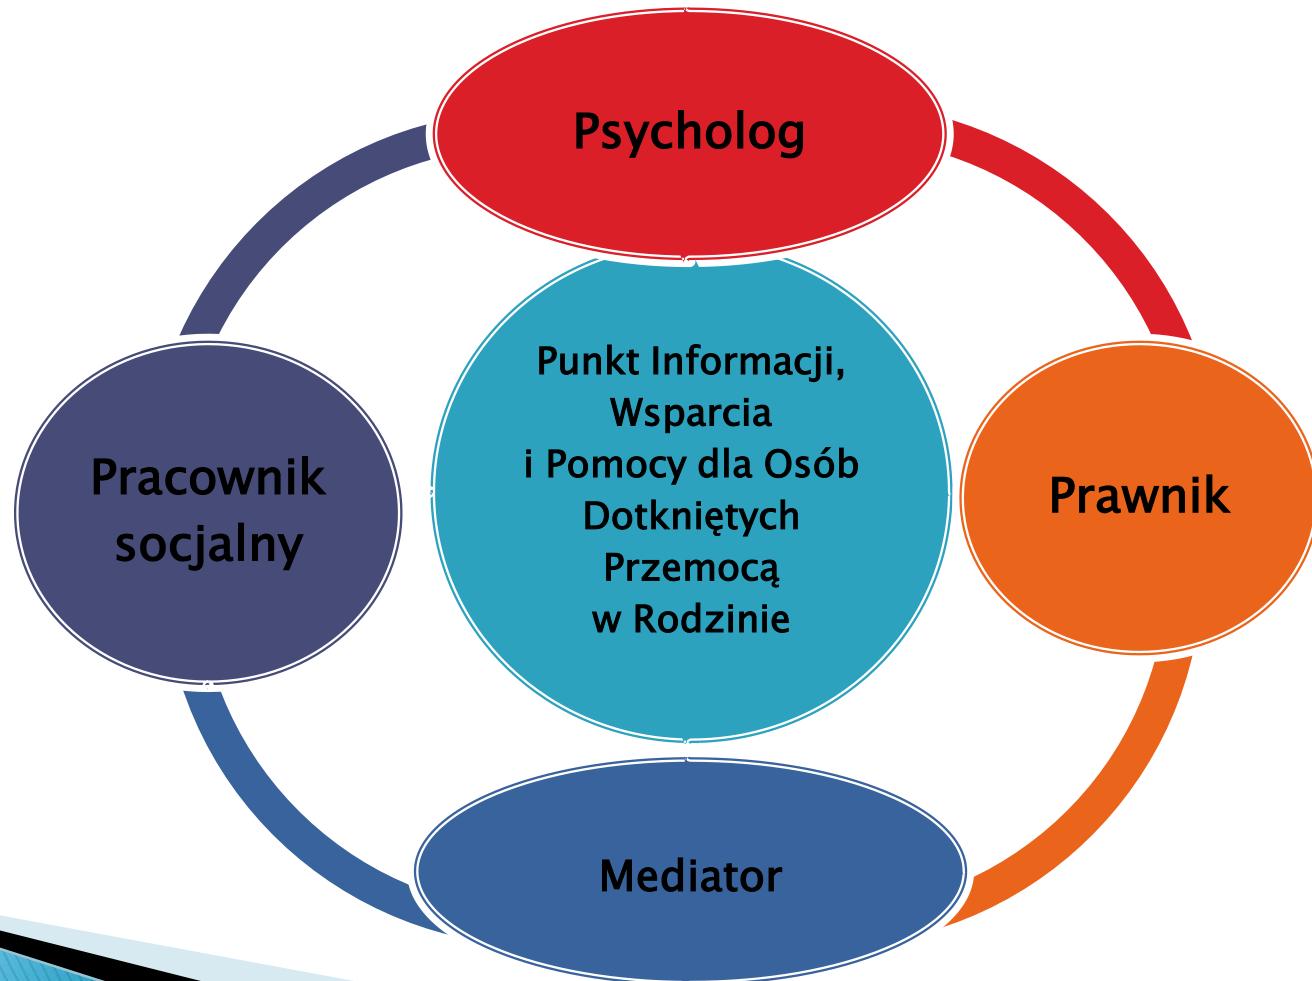 Psycholog
Punkt Informacji,
Wsparcia
i Pomocy dla Osób
Dotkniętych
Przemocą
w Rodzinie
Pracownik
socjalny
Prawnik
Mediator